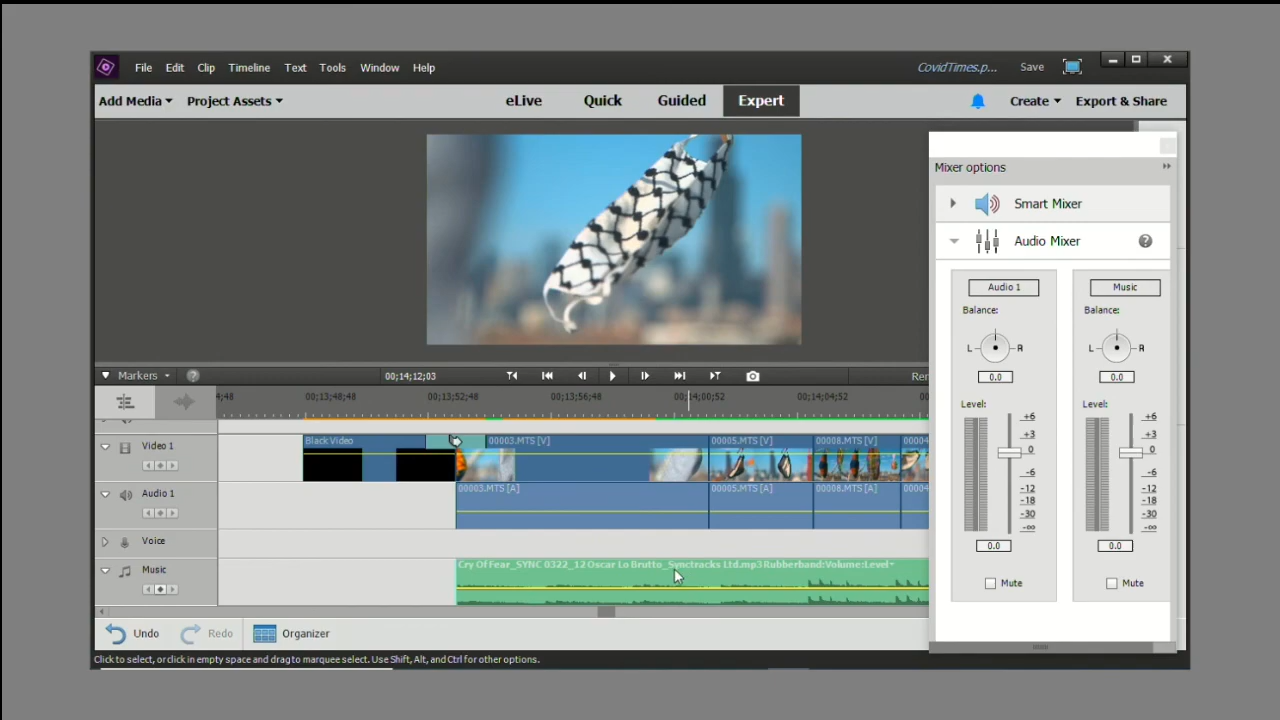 File Edit Clip Timeline Text Tools Window Help CovidTimes.p... Save
Add Media Project Assets eLive Quick Guided Expert Create Export & Share
Mixer options
Smart Mixer
Audio Mixer
Audio 1 Music
Balance: Balance:
L R L R
0.0 0.0
Level: Level:
+6 +6
+3 +3
0 0
-6 -6
-12 -12
-18 -18
-30 -30
-∞ -∞
0.0 0.0
Mute Mute
Markers 00;14;12;03 Ren
4;48 00;13;48;48 00;13;52;48 00;13;56;48 00;14;00;52 00;14;04;52 00
Video 1 Black Video 00003.MTS [V] 00005.MTS [V] 00008.MTS [V] 00004
Audio 1 00003.MTS [A] 00005.MTS [A] 00008.MTS [A] 00004
Voice
Music Cry Of Fear_SYNC 0322_12 Oscar Lo Brutto_Synctracks Ltd.mp3 Rubberband:Volume:Level
Undo Redo Organizer
Click to select, or click in empty space and drag to marquee select. Use Shift, Alt, and Ctrl for other options.